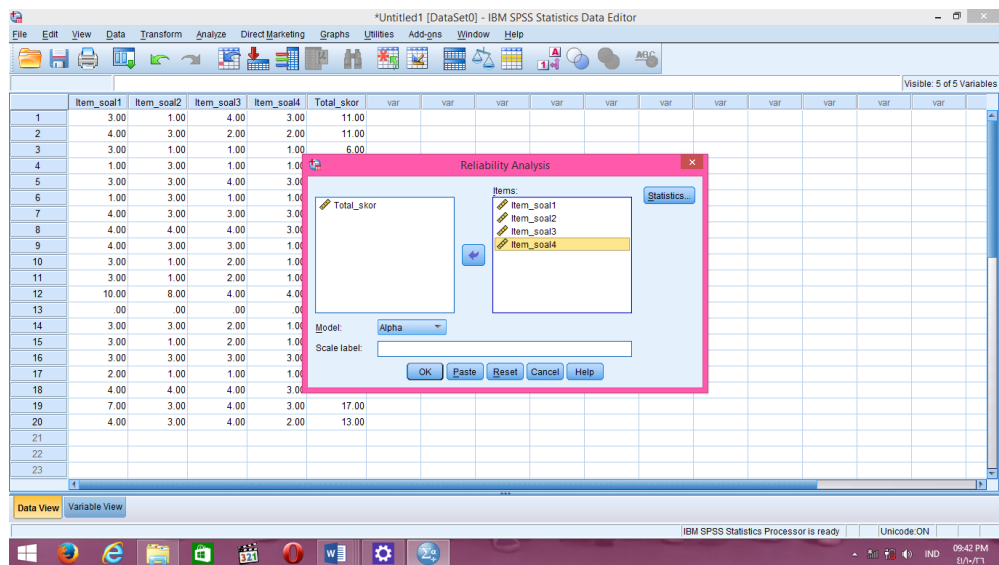 *Untitled1 [DataSet0] - IBM SPSS Statistics Data Editor
File Edit View Data Transform Analyze Direct Marketing Graphs Utilities Add-ons Window Help
Visible: 5 of 5 Variables
Item_soal1 Item_soal2 Item_soal3 Item_soal4 Total_skor var var var var var var var var var var var
1 3.00 1.00 4.00 3.00 11.00
2 4.00 3.00 2.00 2.00 11.00
3 3.00 1.00 1.00 1.00 6.00
4 1.00 3.00 1.00 1.00
5 3.00 3.00 4.00 3.00
6 1.00 3.00 1.00 1.00
7 4.00 3.00 3.00 3.00
8 4.00 4.00 4.00 3.00
9 4.00 3.00 3.00 1.00
10 3.00 1.00 2.00 1.00
11 3.00 1.00 2.00 1.00
12 10.00 8.00 4.00 4.00
13 .00 .00 .00 .00
14 3.00 3.00 2.00 1.00
15 3.00 1.00 2.00 1.00
16 3.00 3.00 3.00 3.00
17 2.00 1.00 1.00 1.00
18 4.00 4.00 4.00 3.00
19 7.00 3.00 4.00 3.00 17.00
20 4.00 3.00 4.00 2.00 13.00
21
22
23
Reliability Analysis
Items:
Total_skor
Item_soal1
Item_soal2
Item_soal3
Item_soal4
Statistics...
Model: Alpha
Scale label:
OK Paste Reset Cancel Help
Data View Variable View
IBM SPSS Statistics Processor is ready Unicode:ON
IND 09:42 PM